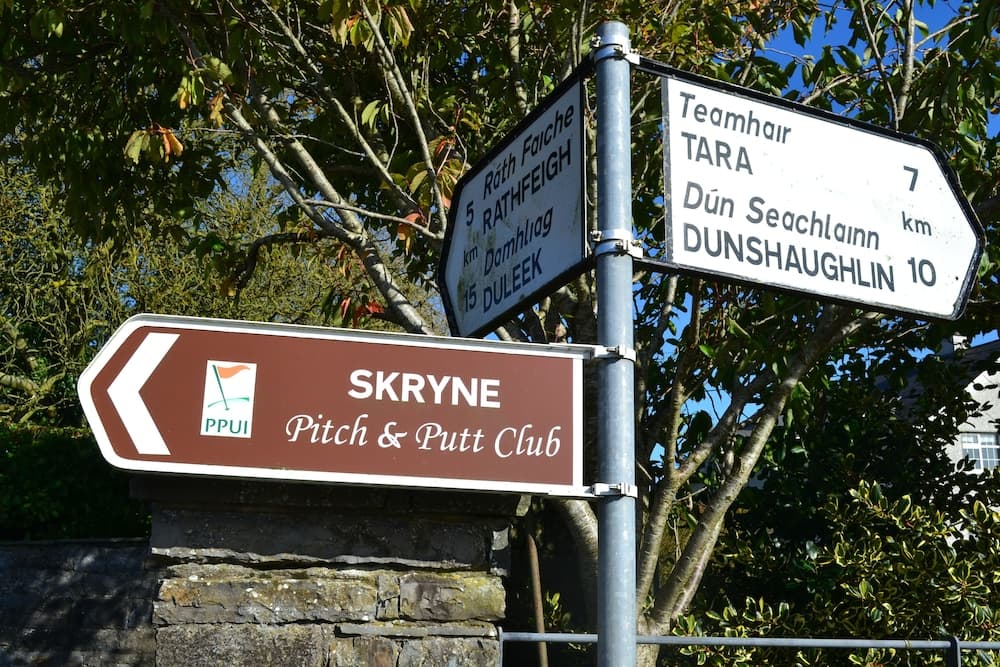 Ráth Faiche
5 RATHFEIGH
km
Damhliag
15 DULEEK
Teamhair
TARA 7
km
Dún Seachlainn
DUNSHAUGHLIN 10
PPUI
SKRYNE
Pitch & Putt Club